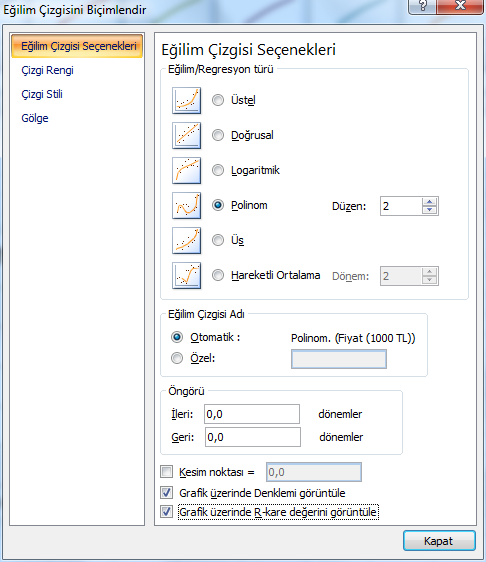 Eğilim Çizgisini Biçimlendir
Eğilim Çizgisi Seçenekleri
Çizgi Rengi
Çizgi Stili
Gölge
Eğilim Çizgisi Seçenekleri
Eğilim/Regresyon türü
Üstel
Doğrusal
Logaritmik
Polinom Düzen: 2
Üs
Hareketli Ortalama Dönem: 2
Eğilim Çizgisi Adı
Otomatik : Polinom. (Fiyat (1000 TL))
Özel:
Öngörü
İleri: 0,0 dönemler
Geri: 0,0 dönemler
Kesim noktası = 0,0
Grafik üzerinde Denklemi görüntüle
Grafik üzerinde R-kare değerini görüntüle
Kapat